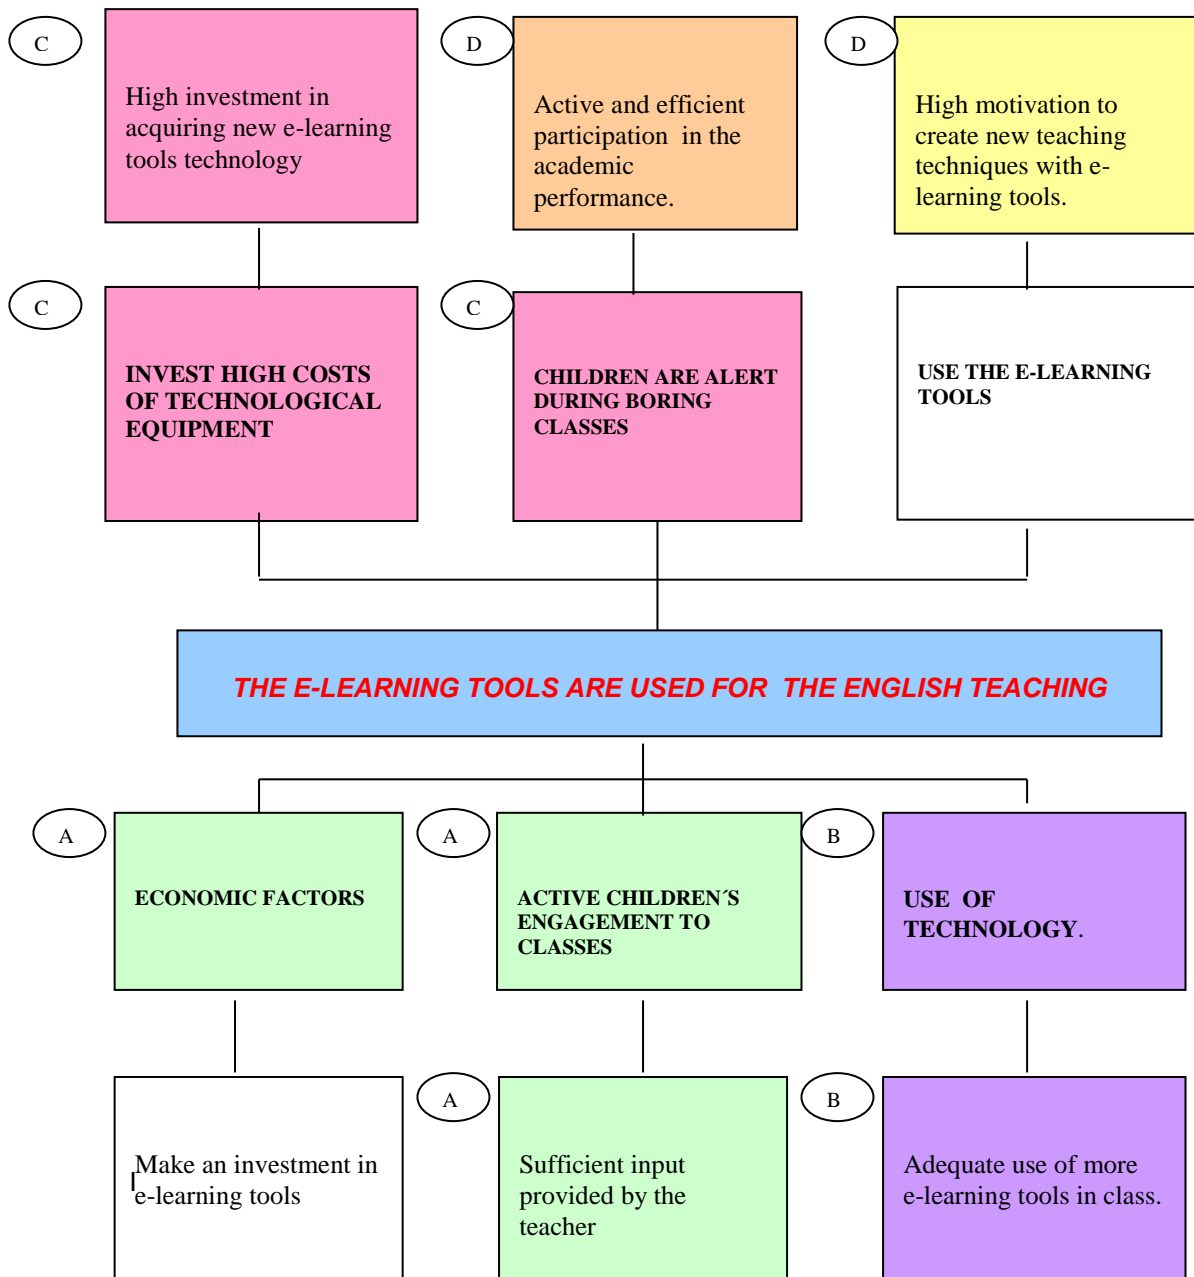 C
High investment in
acquiring new e-learning
tools technology
D
Active and efficient
participation in the
academic
performance.
D
High motivation to
create new teaching
techniques with e-
learning tools.
C
INVEST HIGH COSTS
OF TECHNOLOGICAL
EQUIPMENT
C
CHILDREN ARE ALERT
DURING BORING
CLASSES
USE THE E-LEARNING
TOOLS
THE E-LEARNING TOOLS ARE USED FOR THE ENGLISH TEACHING
A
ECONOMIC FACTORS
A
ACTIVE CHILDREN´S
ENGAGEMENT TO
CLASSES
B
USE OF
TECHNOLOGY.
Make an investment in
e-learning tools
A
Sufficient input
provided by the
teacher
B
Adequate use of more
e-learning tools in class.